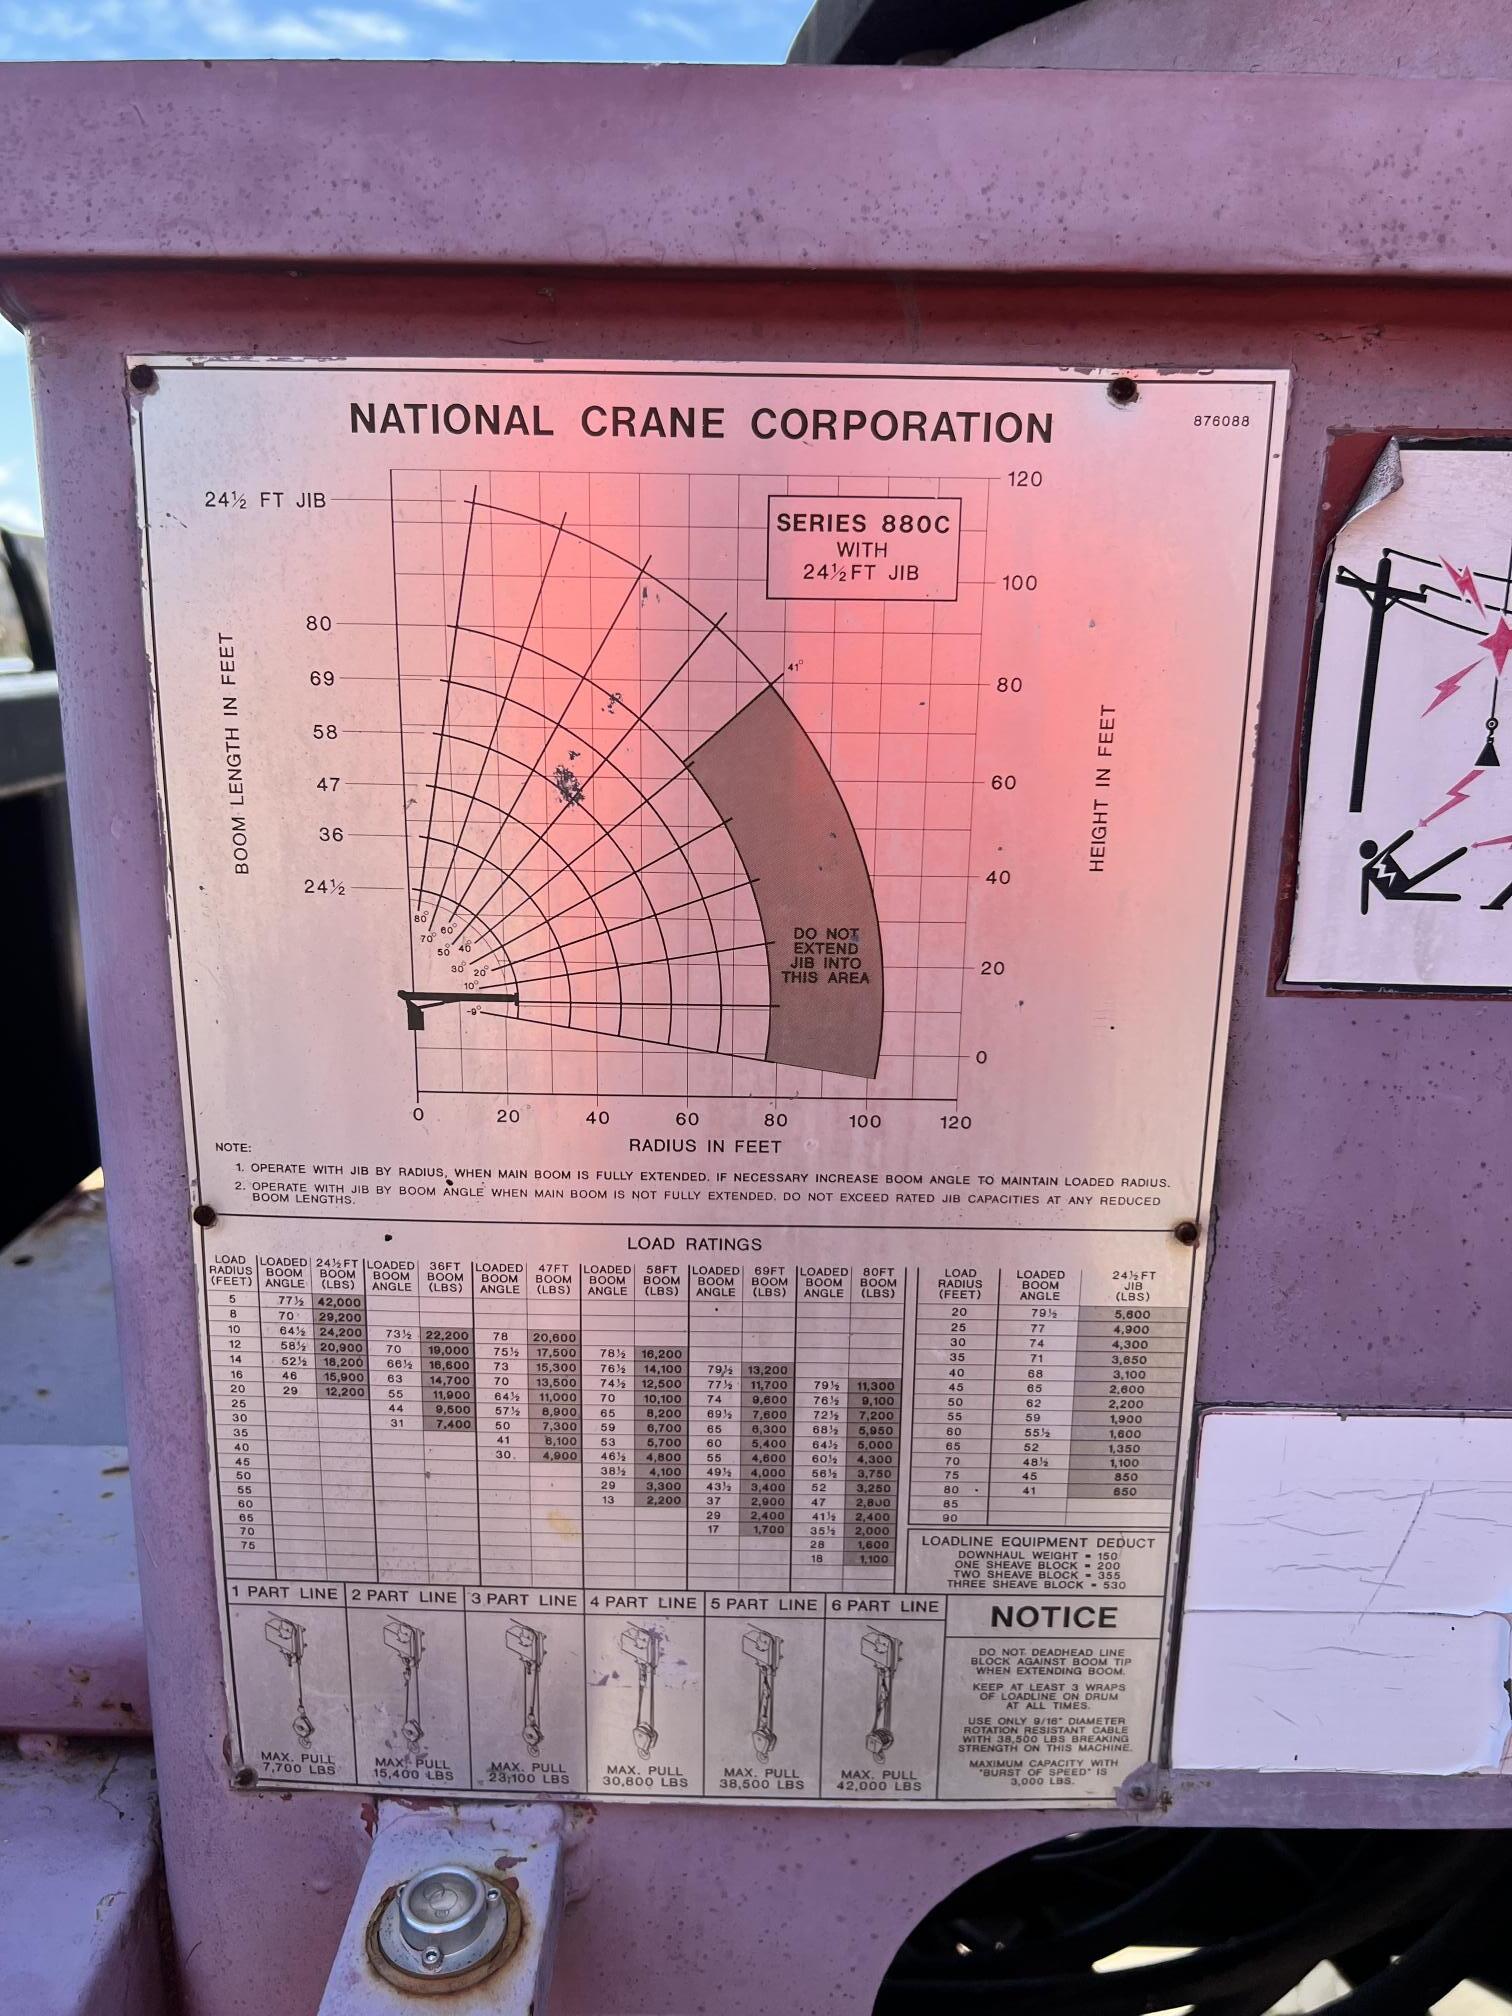 NATIONAL CRANE CORPORATION
876088
24½ FT JIB
80
69
58
47
36
24½
BOOM LENGTH IN FEET
SERIES 880C
WITH
24½FT JIB
120
100
80
60
40
20
0
HEIGHT IN FEET
41°
80°
70°
60°
50°
40°
30°
20°
10°
-9°
DO NOT
EXTEND
JIB INTO
THIS AREA
0 20 40 60 80 100 120
RADIUS IN FEET
NOTE:
1. OPERATE WITH JIB BY RADIUS, WHEN MAIN BOOM IS FULLY EXTENDED. IF NECESSARY INCREASE BOOM ANGLE TO MAINTAIN LOADED RADIUS.
2. OPERATE WITH JIB BY BOOM ANGLE WHEN MAIN BOOM IS NOT FULLY EXTENDED. DO NOT EXCEED RATED JIB CAPACITIES AT ANY REDUCED
BOOM LENGTHS.
LOAD RATINGS
LOAD LOADED 24½FT LOADED 36FT LOADED 47FT LOADED 58FT LOADED 69FT LOADED 80FT
RADIUS BOOM BOOM BOOM BOOM BOOM BOOM BOOM BOOM BOOM BOOM BOOM BOOM
(FEET) ANGLE (LBS) ANGLE (LBS) ANGLE (LBS) ANGLE (LBS) ANGLE (LBS) ANGLE (LBS)
5 77½ 42,000
8 70 29,200
10 64½ 24,200 73½ 22,200 78 20,600
12 58½ 20,900 70 19,000 75½ 17,500 78½ 16,200
14 52½ 18,200 66½ 16,600 73 15,300 76½ 14,100 79½ 13,200
16 46 15,900 63 14,700 70 13,500 74½ 12,500 77½ 11,700 79½ 11,300
20 29 12,200 55 11,900 64½ 11,000 70 10,100 74 9,600 76½ 9,100
25 44 9,500 57½ 8,900 65 8,200 69½ 7,600 72½ 7,200
30 31 7,400 50 7,300 59 6,700 65 6,300 68½ 5,950
35 41 6,100 53 5,700 60 5,400 64½ 5,000
40 30 4,900 46½ 4,800 55 4,600 60½ 4,300
45 38½ 4,100 49½ 4,000 56½ 3,750
50 29 3,300 43½ 3,400 52 3,250
55 13 2,200 37 2,900 47 2,800
60 29 2,400 41½ 2,400
65 17 1,700 35½ 2,000
70 28 1,600
75 18 1,100
LOAD LOADED 24½FT
RADIUS BOOM JIB
(FEET) ANGLE (LBS)
20 79½ 5,600
25 77 4,900
30 74 4,300
35 71 3,650
40 68 3,100
45 65 2,600
50 62 2,200
55 59 1,900
60 55½ 1,600
65 52 1,350
70 48½ 1,100
75 45 850
80 41 650
85
90
LOADLINE EQUIPMENT DEDUCT
DOWNHAUL WEIGHT = 150
ONE SHEAVE BLOCK = 200
TWO SHEAVE BLOCK = 355
THREE SHEAVE BLOCK = 530
1 PART LINE 2 PART LINE 3 PART LINE 4 PART LINE 5 PART LINE 6 PART LINE
MAX. PULL MAX. PULL MAX. PULL MAX. PULL MAX. PULL MAX. PULL
7,700 LBS 15,400 LBS 23,100 LBS 30,800 LBS 38,500 LBS 42,000 LBS
NOTICE
DO NOT DEADHEAD LINE
BLOCK AGAINST BOOM TIP
WHEN EXTENDING BOOM.
KEEP AT LEAST 3 WRAPS
OF LOADLINE ON DRUM
AT ALL TIMES.
USE ONLY 9/16" DIAMETER
ROTATION RESISTANT CABLE
WITH 38,500 LBS BREAKING
STRENGTH ON THIS MACHINE.
MAXIMUM CAPACITY WITH
"BURST OF SPEED" IS
3,000 LBS.